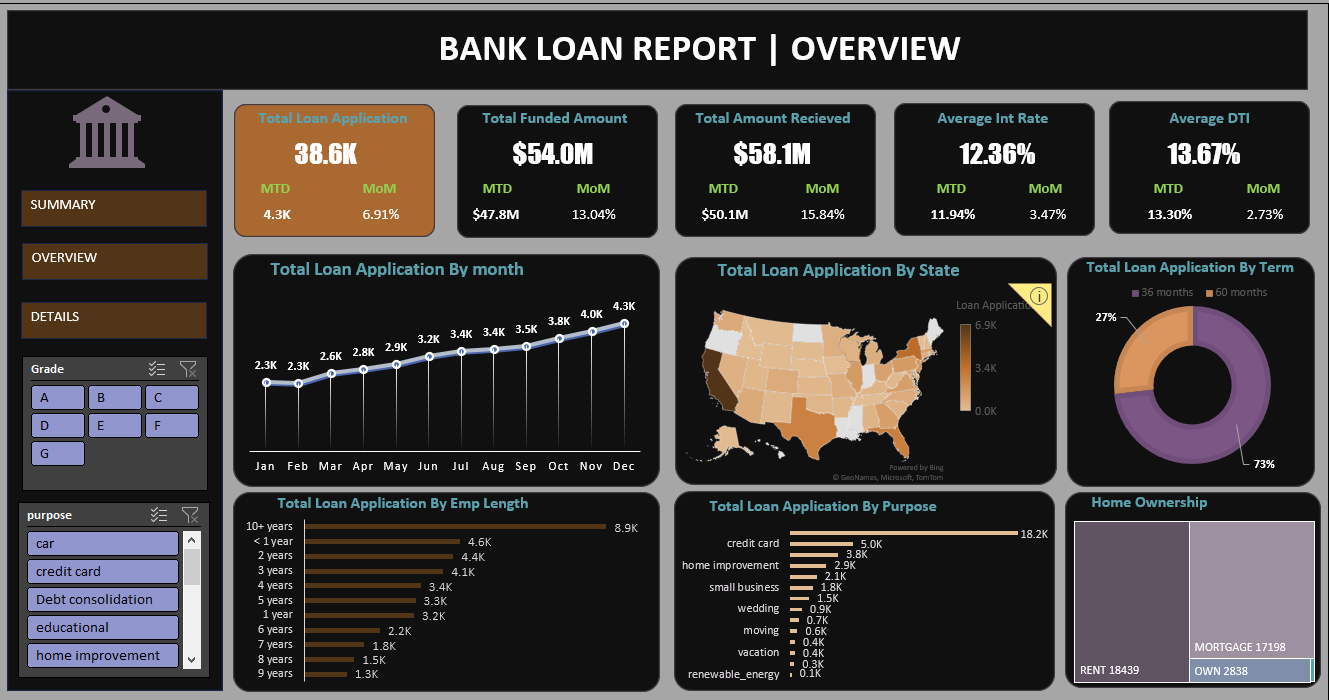 BANK LOAN REPORT | OVERVIEW
SUMMARY
OVERVIEW
DETAILS
Grade
A B C
D E F
G
purpose
car
credit card
Debt consolidation
educational
home improvement
Total Loan Application
38.6K
MTD MoM
4.3K 6.91%
Total Funded Amount
$54.0M
MTD MoM
$47.8M 13.04%
Total Amount Recieved
$58.1M
MTD MoM
$50.1M 15.84%
Average Int Rate
12.36%
MTD MoM
11.94% 3.47%
Average DTI
13.67%
MTD MoM
13.30% 2.73%
Total Loan Application By month
2.3K 2.3K 2.6K 2.8K 2.9K 3.2K 3.4K 3.4K 3.5K 3.8K 4.0K 4.3K
Jan Feb Mar Apr May Jun Jul Aug Sep Oct Nov Dec
Total Loan Application By State
Loan Applicatio
6.9K
3.4K
0.0K
Powered by Bing
© GeoNames, Microsoft, TomTom
Total Loan Application By Term
36 months 60 months
27%
73%
Total Loan Application By Emp Length
10+ years 8.9K
< 1 year 4.6K
2 years 4.4K
3 years 4.1K
4 years 3.4K
5 years 3.3K
1 year 3.2K
6 years 2.2K
7 years 1.8K
8 years 1.5K
9 years 1.3K
Total Loan Application By Purpose
18.2K
credit card 5.0K
3.8K
home improvement 2.9K
2.1K
small business 1.8K
1.5K
wedding 0.9K
0.7K
moving 0.6K
0.4K
vacation 0.4K
0.3K
renewable_energy 0.1K
Home Ownership
RENT 18439
MORTGAGE 17198
OWN 2838